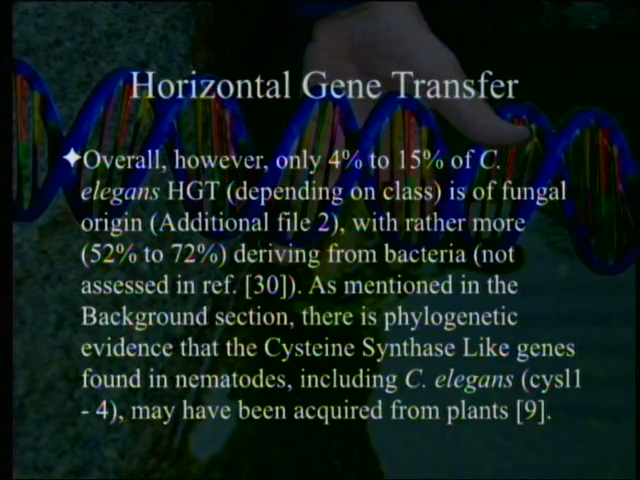 Horizontal Gene Transfer
✦Overall, however, only 4% to 15% of C.
elegans HGT (depending on class) is of fungal
origin (Additional file 2), with rather more
(52% to 72%) deriving from bacteria (not
assessed in ref. [30]). As mentioned in the
Background section, there is phylogenetic
evidence that the Cysteine Synthase Like genes
found in nematodes, including C. elegans (cysl1
- 4), may have been acquired from plants [9].